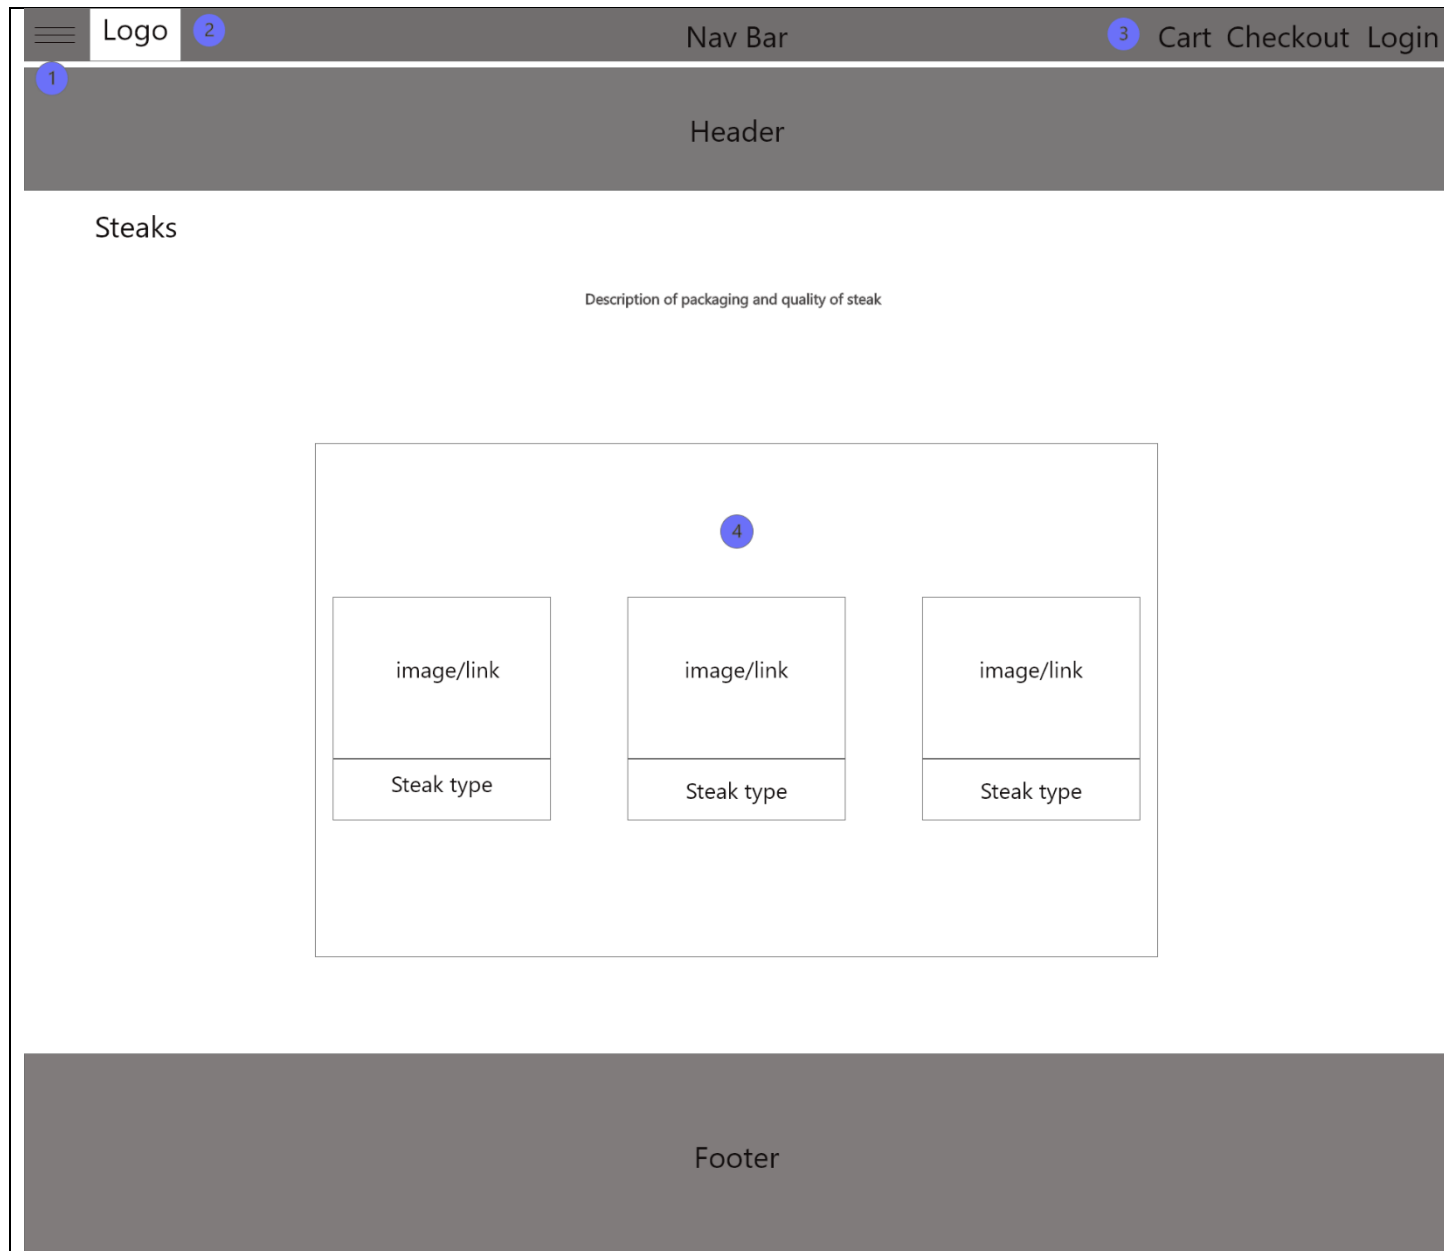 Logo 2 Nav Bar 3 Cart Checkout Login
1
Header
Steaks
Description of packaging and quality of steak
4
image/link image/link image/link
Steak type Steak type Steak type
Footer